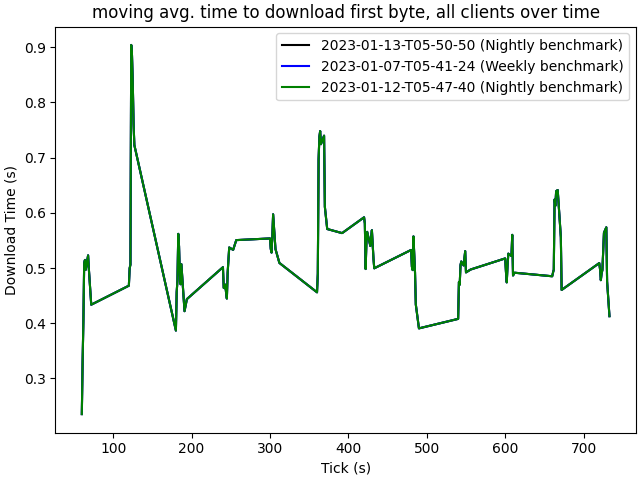 moving avg. time to download first byte, all clients over time
2023-01-13-T05-50-50 (Nightly benchmark)
2023-01-07-T05-41-24 (Weekly benchmark)
2023-01-12-T05-47-40 (Nightly benchmark)
Download Time (s)
0.9
0.8
0.7
0.6
0.5
0.4
0.3
100 200 300 400 500 600 700
Tick (s)